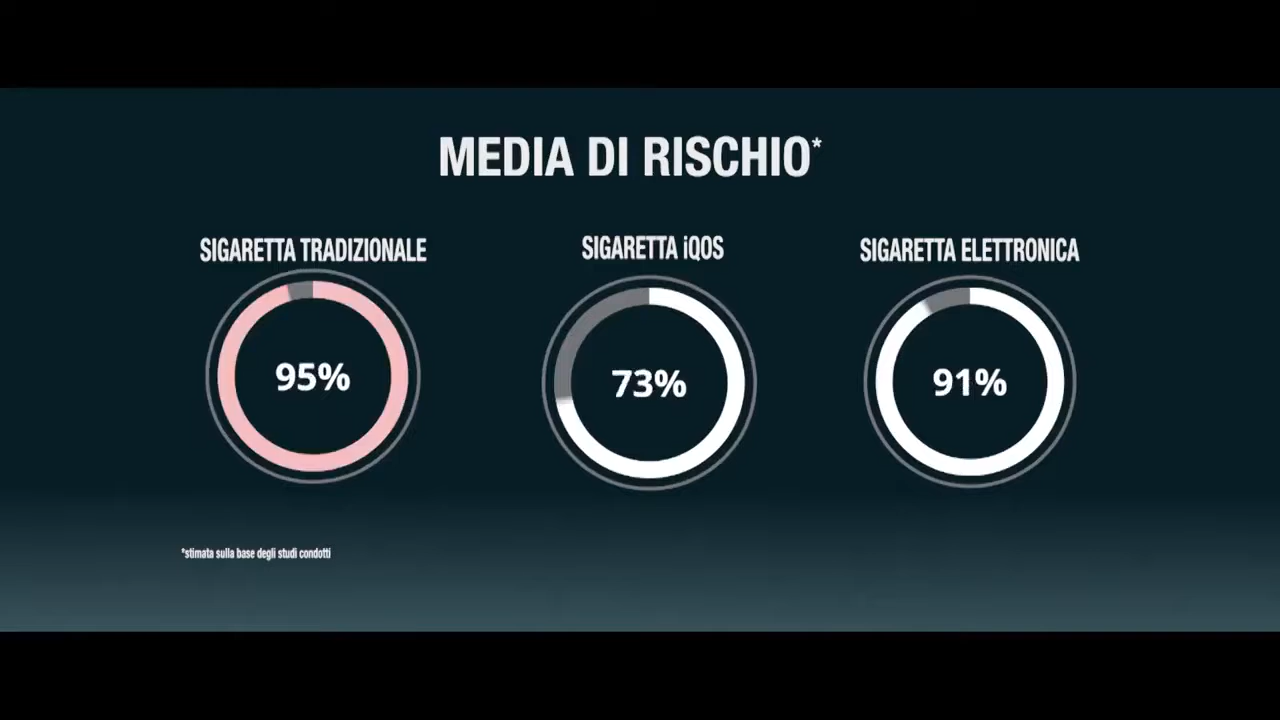 MEDIA DI RISCHIO*
SIGARETTA TRADIZIONALE
SIGARETTA iQOS
SIGARETTA ELETTRONICA
95%
73%
91%
*stimata sulla base degli studi condotti